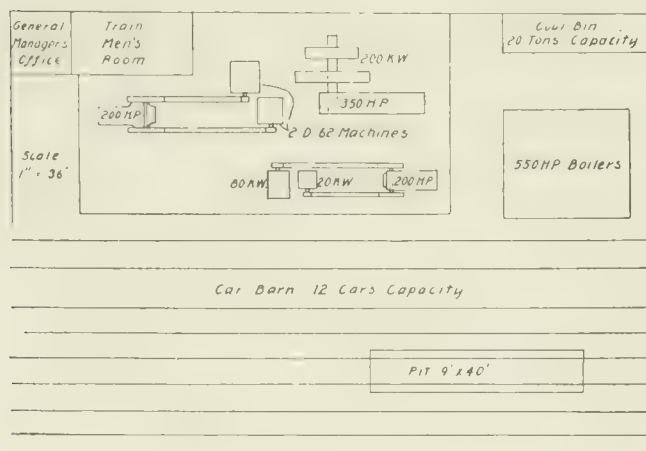 General
Managers
Office
Train
Men's
Room
200 KW
350 HP
200 HP
2 D 62 Machines
Coal Bin
20 Tons Capacity
Scale
1" = 36'
80 KW
20 KW
200 HP
550 HP Boilers
Car Barn 12 Cars Capacity
Pit 9' x 40'